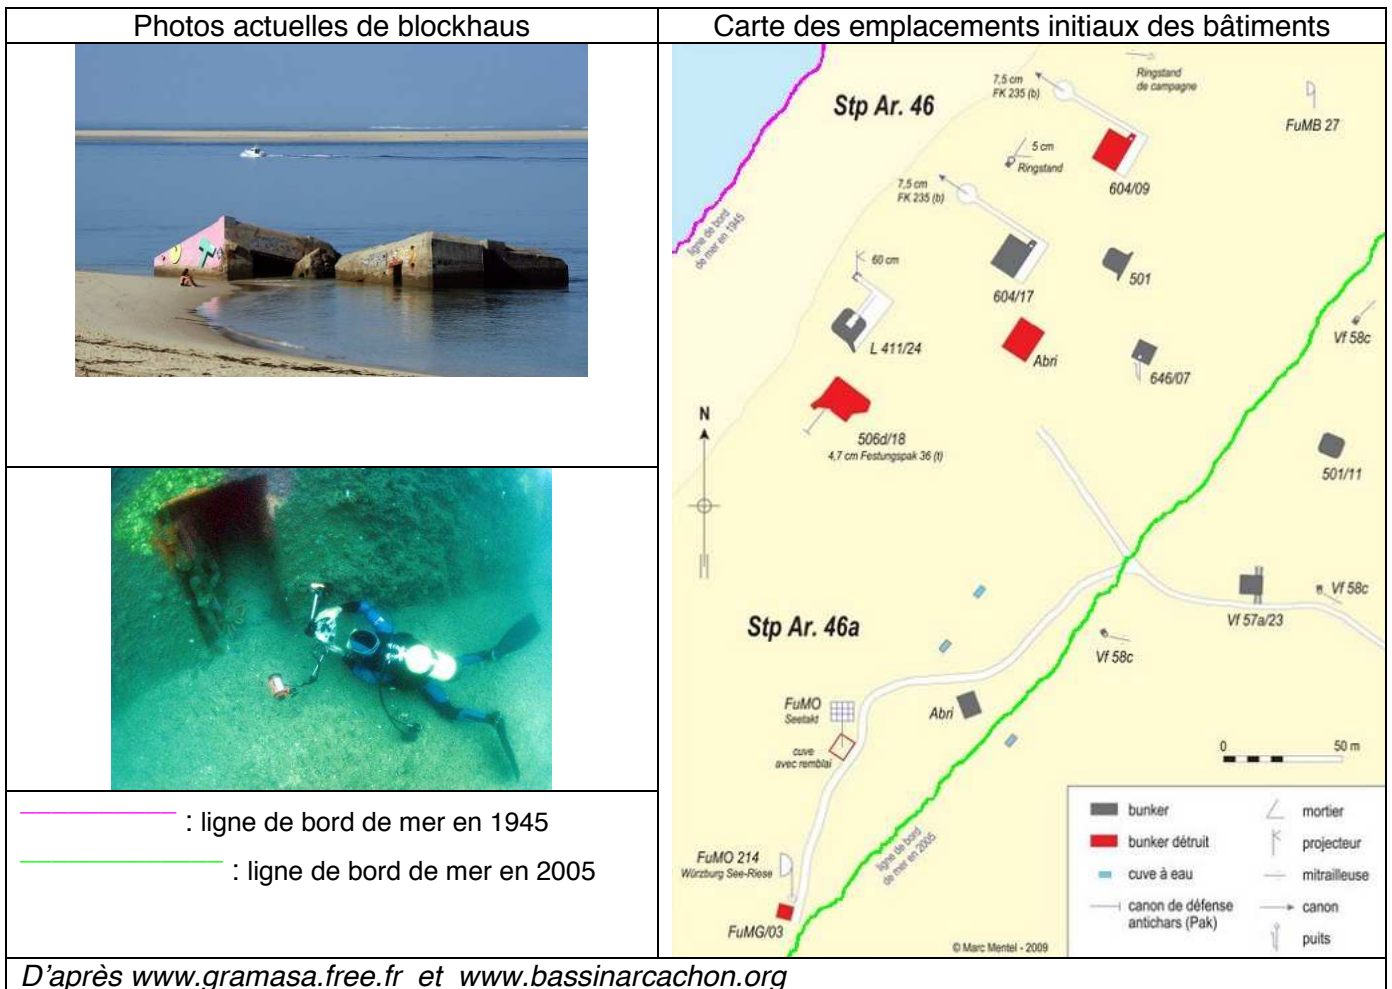 Photos actuelles de blockhaus
Carte des emplacements initiaux des bâtiments
Stp Ar. 46
7,5 cm
FK 235 (b)
Ringstand
de campagne
FuMB 27
5 cm
Ringstand
604/09
7,5 cm
FK 235 (b)
ligne de bord
de mer en 1945
60 cm
604/17
501
L 411/24
Abri
646/07
Vf 58c
N
506d/18
4,7 cm Festungspak 36 (t)
501/11
Stp Ar. 46a
Vf 57a/23
Vf 58c
Vf 58c
FuMO
Seetakt
Abri
cuve
avec remblai
0 50 m
ligne de bord
de mer en 2005
FuMO 214
Würzburg See-Riese
FuMG/03
bunker
bunker détruit
cuve à eau
canon de défense
antichars (Pak)
mortier
projecteur
mitrailleuse
canon
puits
© Marc Mentel - 2009
: ligne de bord de mer en 1945
: ligne de bord de mer en 2005
D'après www.gramasa.free.fr et www.bassinarcachon.org